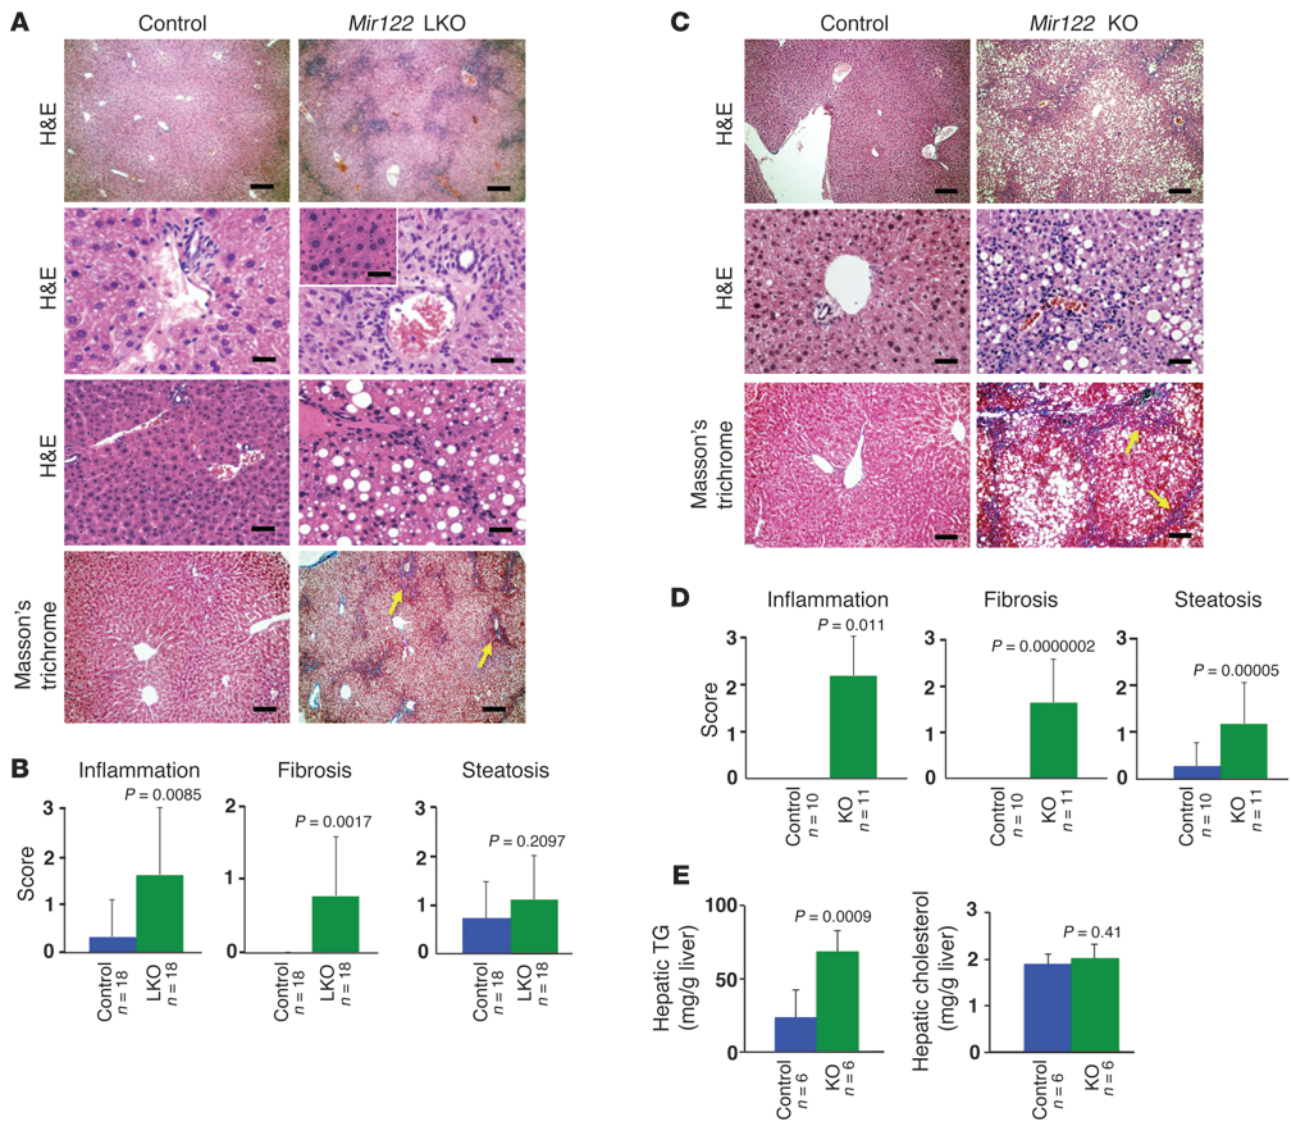 A
Control
Mir122 LKO
H&E
H&E
H&E
Masson's
trichrome
B
Inflammation
Fibrosis
Steatosis
P = 0.0085
P = 0.0017
P = 0.2097
Score
3
2
1
0
2
1
0
3
2
1
0
Control
n = 18
LKO
n = 18
Control
n = 18
LKO
n = 18
Control
n = 18
LKO
n = 18
C
Control
Mir122 KO
H&E
H&E
Masson's
trichrome
D
Inflammation
Fibrosis
Steatosis
P = 0.011
P = 0.0000002
P = 0.00005
Score
3
2
1
0
3
2
1
0
3
2
1
0
Control
n = 10
KO
n = 11
Control
n = 10
KO
n = 11
Control
n = 10
KO
n = 11
E
Hepatic TG
(mg/g liver)
100
50
0
P = 0.0009
Control
n = 6
KO
n = 6
Hepatic cholesterol
(mg/g liver)
3
2
1
0
P = 0.41
Control
n = 6
KO
n = 6